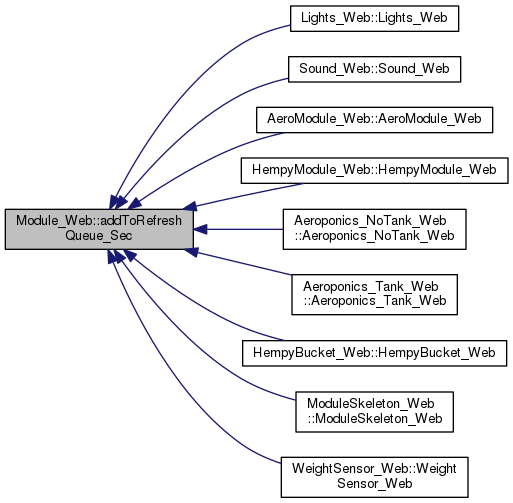 Lights_Web::Lights_Web
Sound_Web::Sound_Web
AeroModule_Web::AeroModule_Web
HempyModule_Web::HempyModule_Web
Module_Web::addToRefresh
Queue_Sec
Aeroponics_NoTank_Web
::Aeroponics_NoTank_Web
Aeroponics_Tank_Web
::Aeroponics_Tank_Web
HempyBucket_Web::HempyBucket_Web
ModuleSkeleton_Web
::ModuleSkeleton_Web
WeightSensor_Web::Weight
Sensor_Web